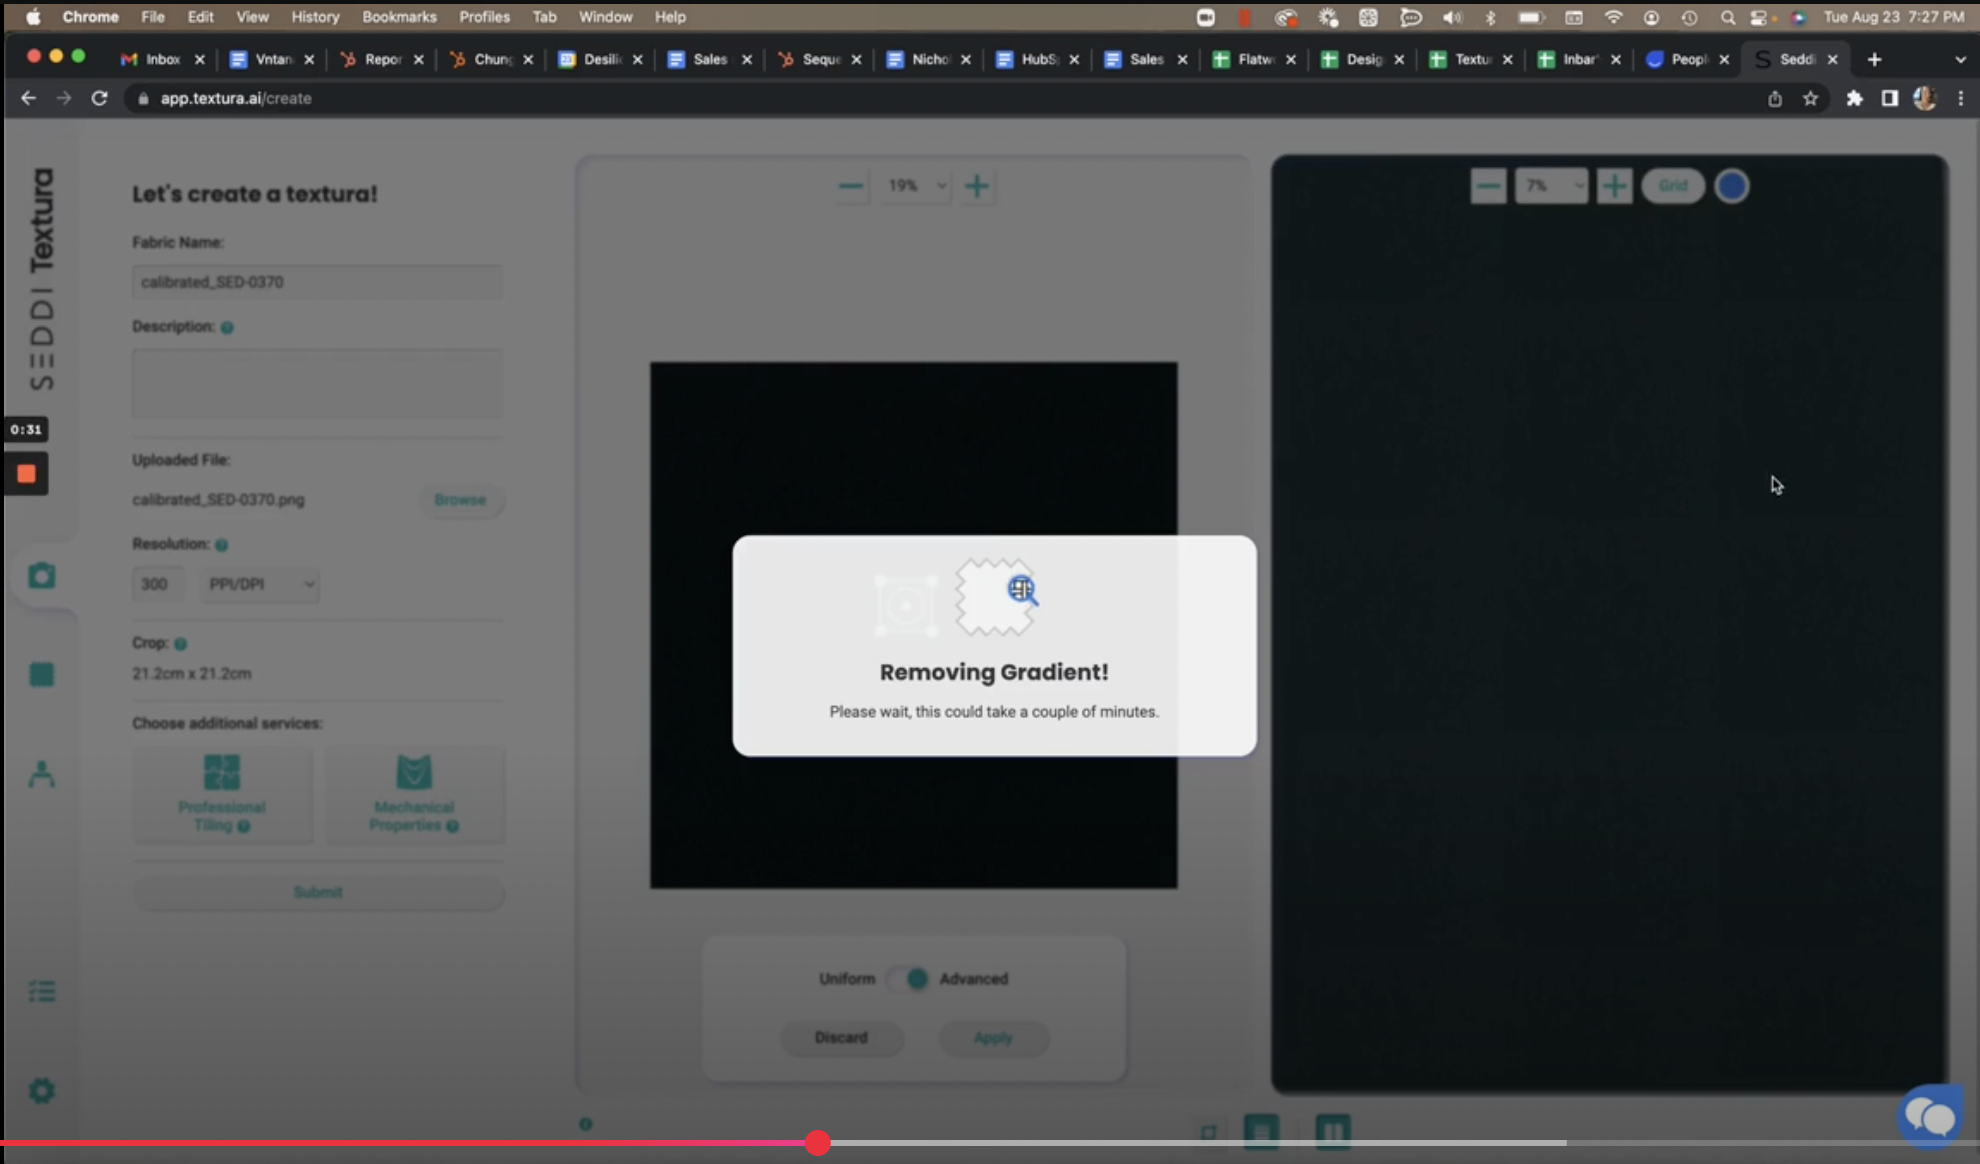 Chrome File Edit View History Bookmarks Profiles Tab Window Help Tue Aug 23 7:27 PM
Inbox Vntan Repor Chung Desili Sales Seque Nichol HubS Sales Flatw Desig Textu Inbar Peopl Seddi
app.textura.ai/create
SEDDI Textura
0:31
Let's create a textura!
Fabric Name:
calibrated_SED-0370
Description:
Uploaded File:
calibrated_SED-0370.png Browse
Resolution:
300 PPI/DPI
Crop:
21.2cm x 21.2cm
Choose additional services:
Professional
Tiling
Mechanical
Properties
Submit
19%
7% Grid
Removing Gradient!
Please wait, this could take a couple of minutes.
Uniform Advanced
Discard Apply